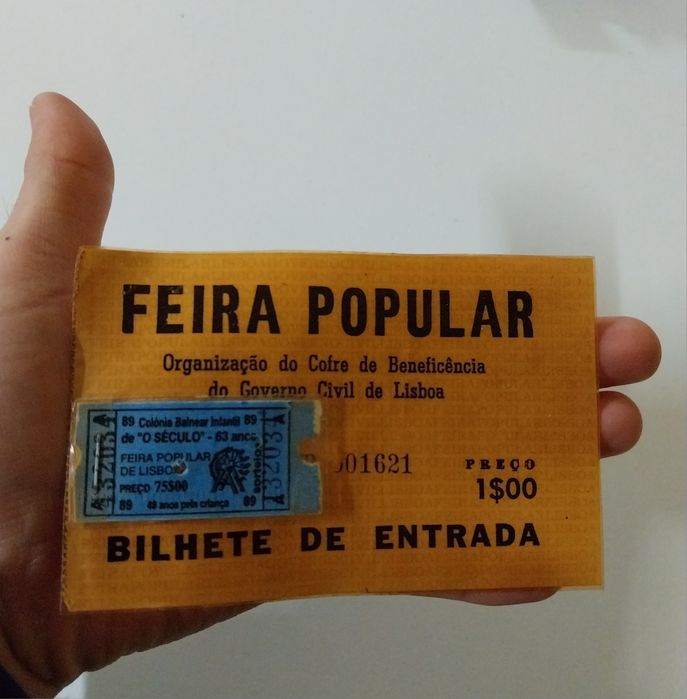 FEIRA POPULAR
Organização do Cofre de Beneficência
do Governo Civil de Lisboa
001621
PREÇO
1$00
BILHETE DE ENTRADA
89 Colónia Balnear Infantil 89
de "O SÉCULO" - 63 anos
FEIRA POPULAR
DE LISBOA
PREÇO 75$00
sorteio
89 49 anos pela criança 89
A
A